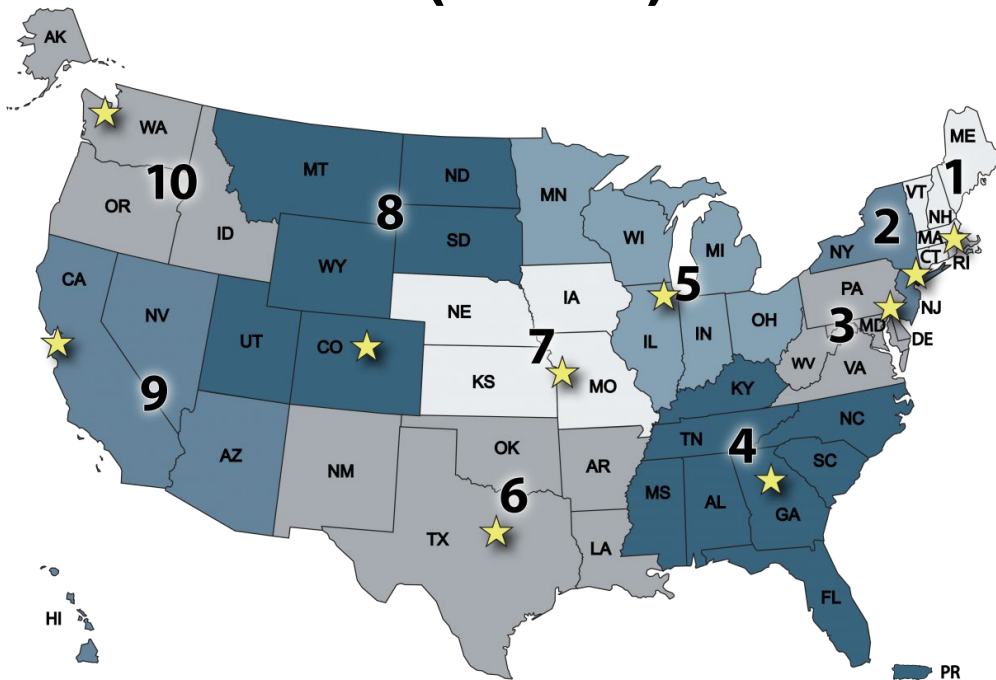 AK
WA
ME
10
MT
ND
VT
1
MN
NH
OR
8
2
MA
ID
SD
WI
MI
NY
CT
RI
WY
CA
5
PA
NE
IA
NJ
NV
OH
3
MD
UT
CO
IL
IN
DE
7
WV
VA
KS
MO
9
KY
NC
TN
4
OK
AZ
SC
NM
AR
6
MS
AL
GA
TX
LA
FL
HI
PR